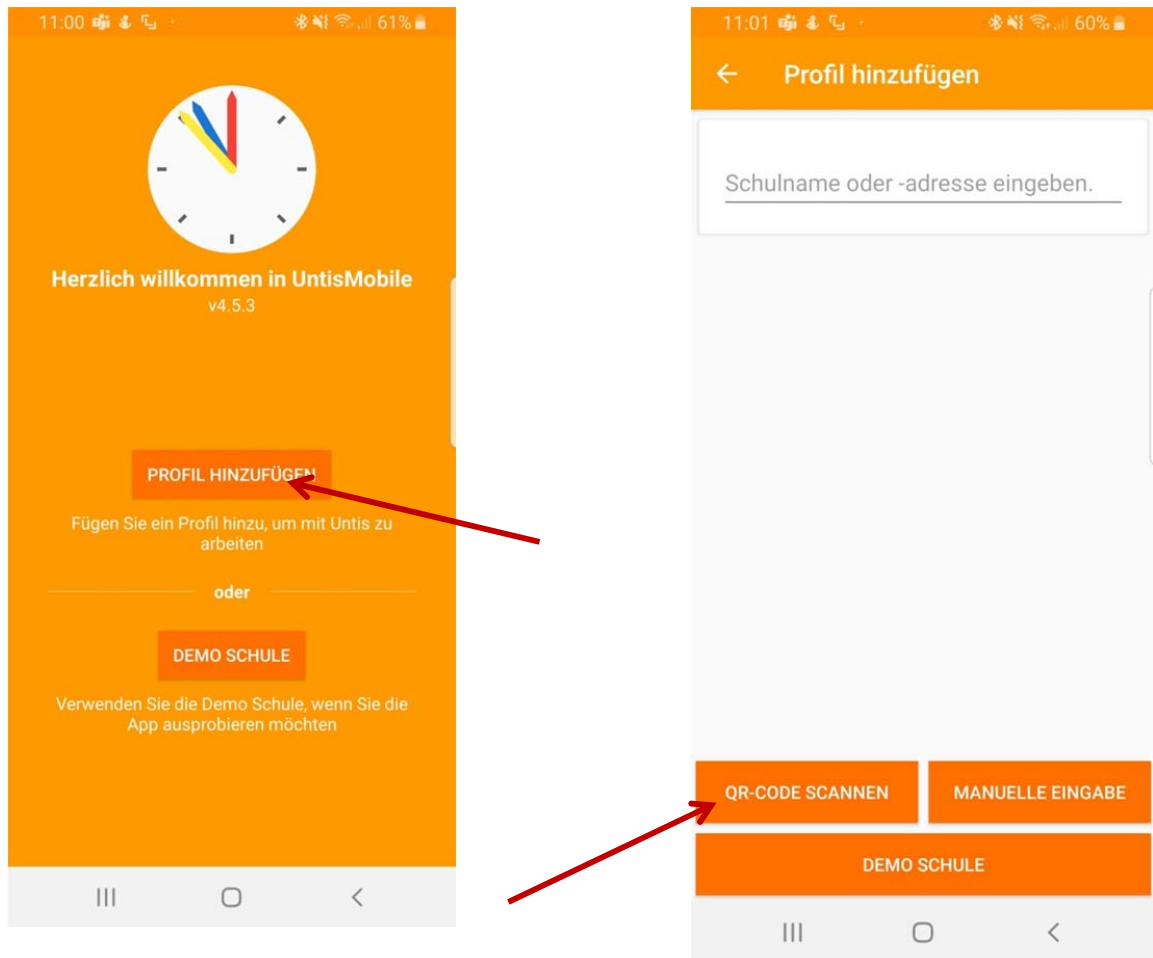 11:00
61%
Herzlich willkommen in UntisMobile
v4.5.3
PROFIL HINZUFÜGEN
Fügen Sie ein Profil hinzu, um mit Untis zu
arbeiten
oder
DEMO SCHULE
Verwenden Sie die Demo Schule, wenn Sie die
App ausprobieren möchten
11:01
60%
Profil hinzufügen
Schulname oder -adresse eingeben.
QR-CODE SCANNEN
MANUELLE EINGABE
DEMO SCHULE